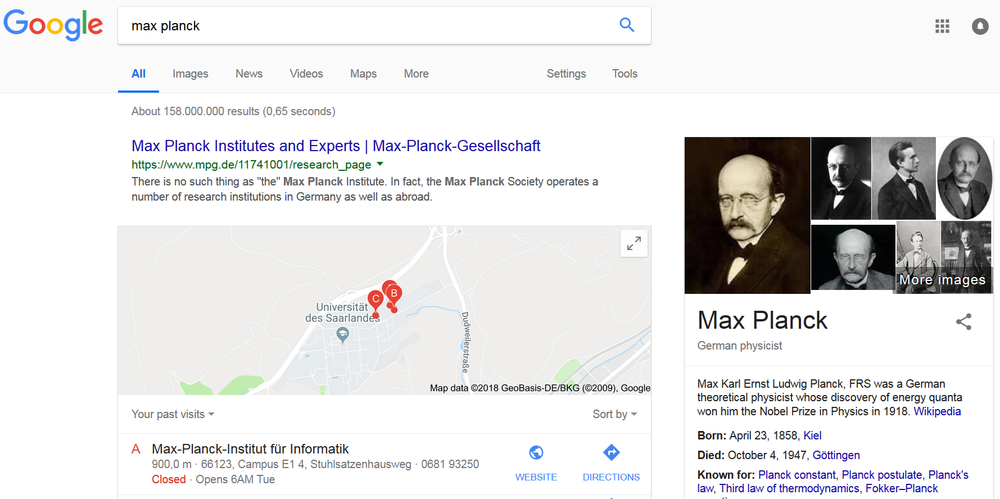 Google
max planck
All Images News Videos Maps More Settings Tools
About 158.000.000 results (0,65 seconds)
Max Planck Institutes and Experts | Max-Planck-Gesellschaft
https://www.mpg.de/11741001/research_page
There is no such thing as "the" Max Planck Institute. In fact, the Max Planck Society operates a
number of research institutions in Germany as well as abroad.
C
B
Universität
des Saarlandes
Dudweilerstraße
Map data ©2018 GeoBasis-DE/BKG (©2009), Google
Your past visits Sort by
A Max-Planck-Institut für Informatik
900,0 m · 66123, Campus E1 4, Stuhlsatzenhausweg · 0681 93250
Closed · Opens 6AM Tue
WEBSITE DIRECTIONS
More images
Max Planck
German physicist
Max Karl Ernst Ludwig Planck, FRS was a German
theoretical physicist whose discovery of energy quanta
won him the Nobel Prize in Physics in 1918. Wikipedia
Born: April 23, 1858, Kiel
Died: October 4, 1947, Göttingen
Known for: Planck constant, Planck postulate, Planck's
law, Third law of thermodynamics, Fokker–Planck